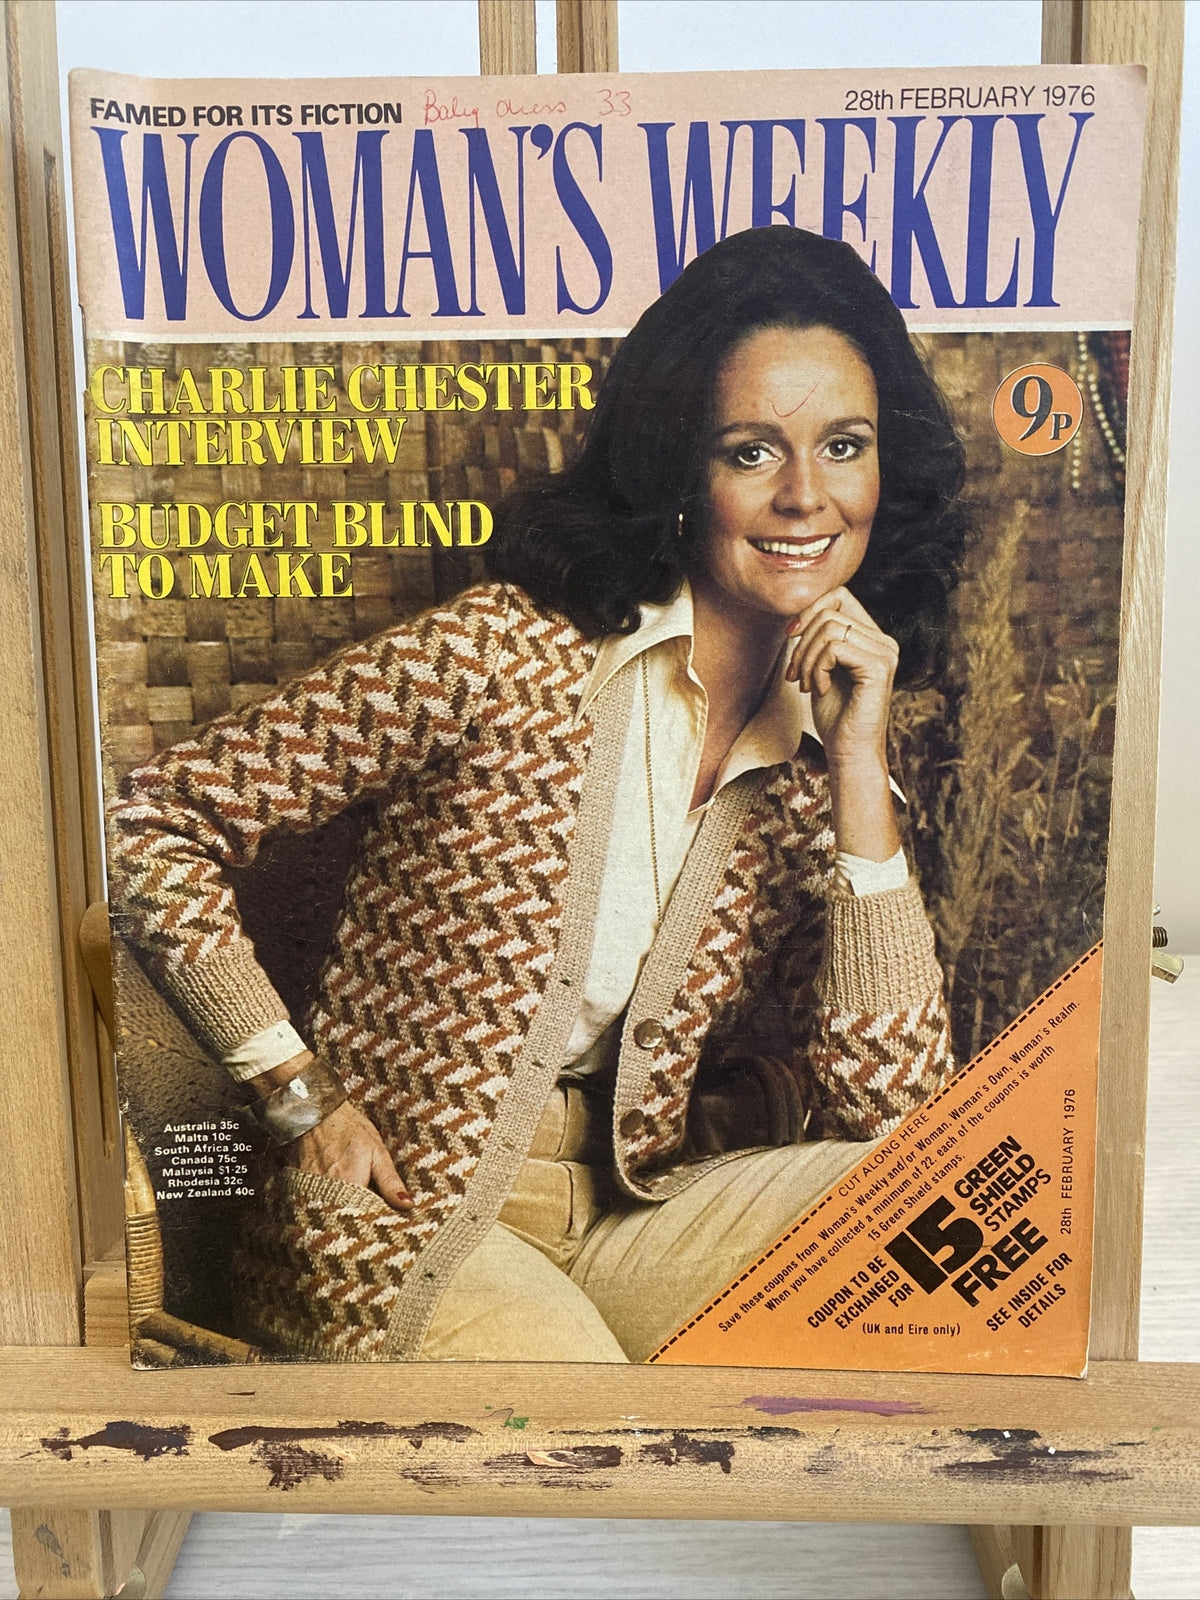 FAMED FOR ITS FICTION
Baby dress 33
28th FEBRUARY 1976
WOMAN'S WEEKLY
CHARLIE CHESTER
INTERVIEW
9P
BUDGET BLIND
TO MAKE
Australia 35c
Malta 10c
South Africa 30c
Canada 75c
Malaysia $1·25
Rhodesia 32c
New Zealand 40c
CUT ALONG HERE
Save these coupons from Woman's Weekly and/or Woman, Woman's Own, Woman's Realm.
When you have collected a minimum of 22, each of the coupons is worth
15 Green Shield stamps.
COUPON TO BE
EXCHANGED
FOR
15
GREEN
SHIELD
STAMPS
FREE
(UK and Eire only)
SEE INSIDE FOR
DETAILS
28th FEBRUARY 1976